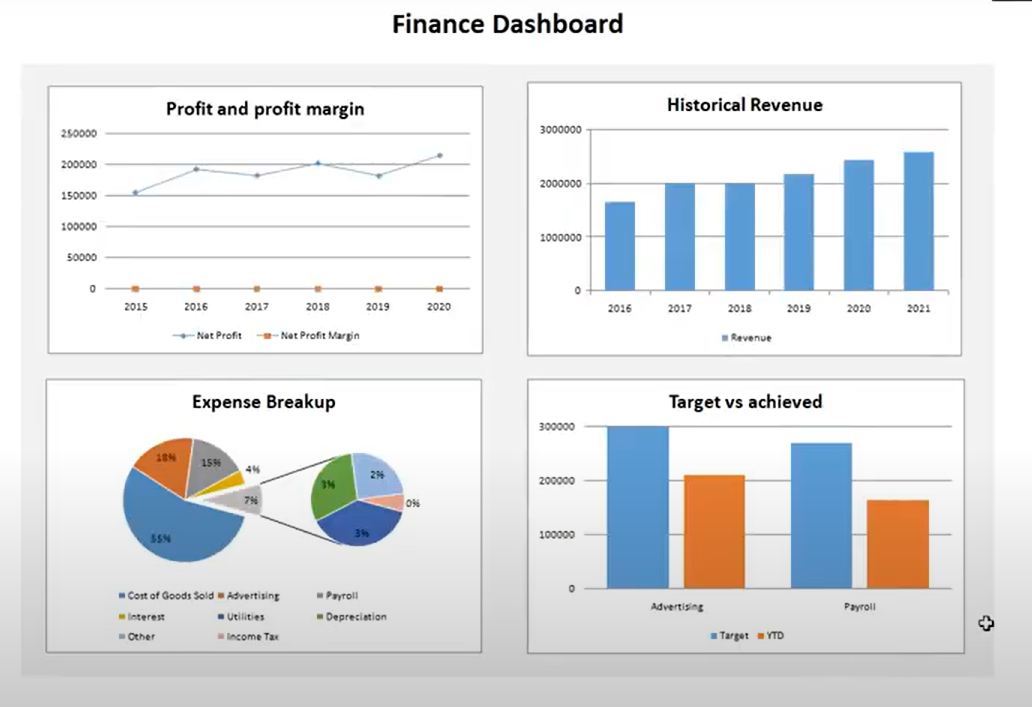 Finance Dashboard
Profit and profit margin
250000
200000
150000
100000
50000
0
2015 2016 2017 2018 2019 2020
Net Profit Net Profit Margin
Historical Revenue
3000000
2000000
1000000
0
2016 2017 2018 2019 2020 2021
Revenue
Expense Breakup
18% 15% 4%
7%
55%
3% 2%
0%
3%
Cost of Goods Sold Advertising Payroll
Interest Utilities Depreciation
Other Income Tax
Target vs achieved
300000
200000
100000
0
Advertising Payroll
Target YTD